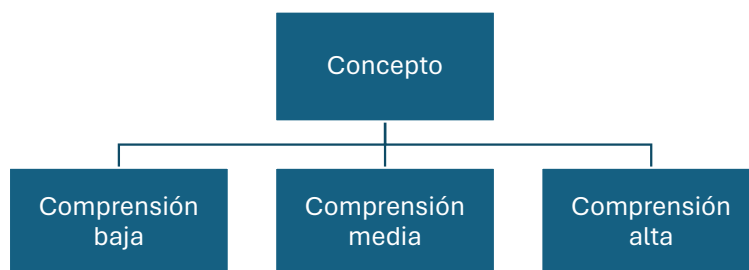 Concepto
Comprensión
baja
Comprensión
media
Comprensión
alta